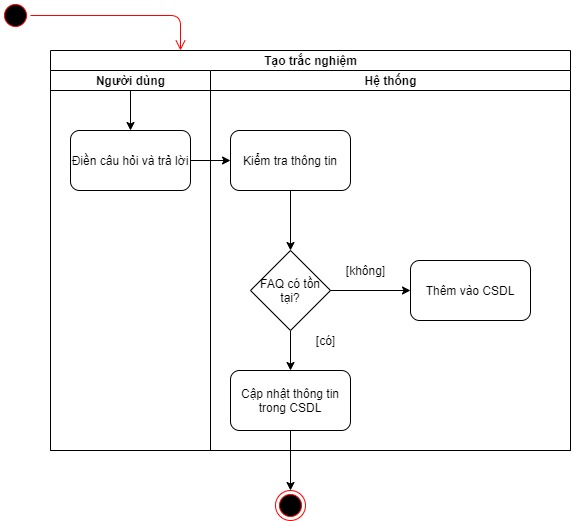 Tạo trắc nghiệm
Người dùng
Hệ thống
Điền câu hỏi và trả lời
Kiểm tra thông tin
FAQ có tồn
tại?
[không]
Thêm vào CSDL
[có]
Cập nhật thông tin
trong CSDL